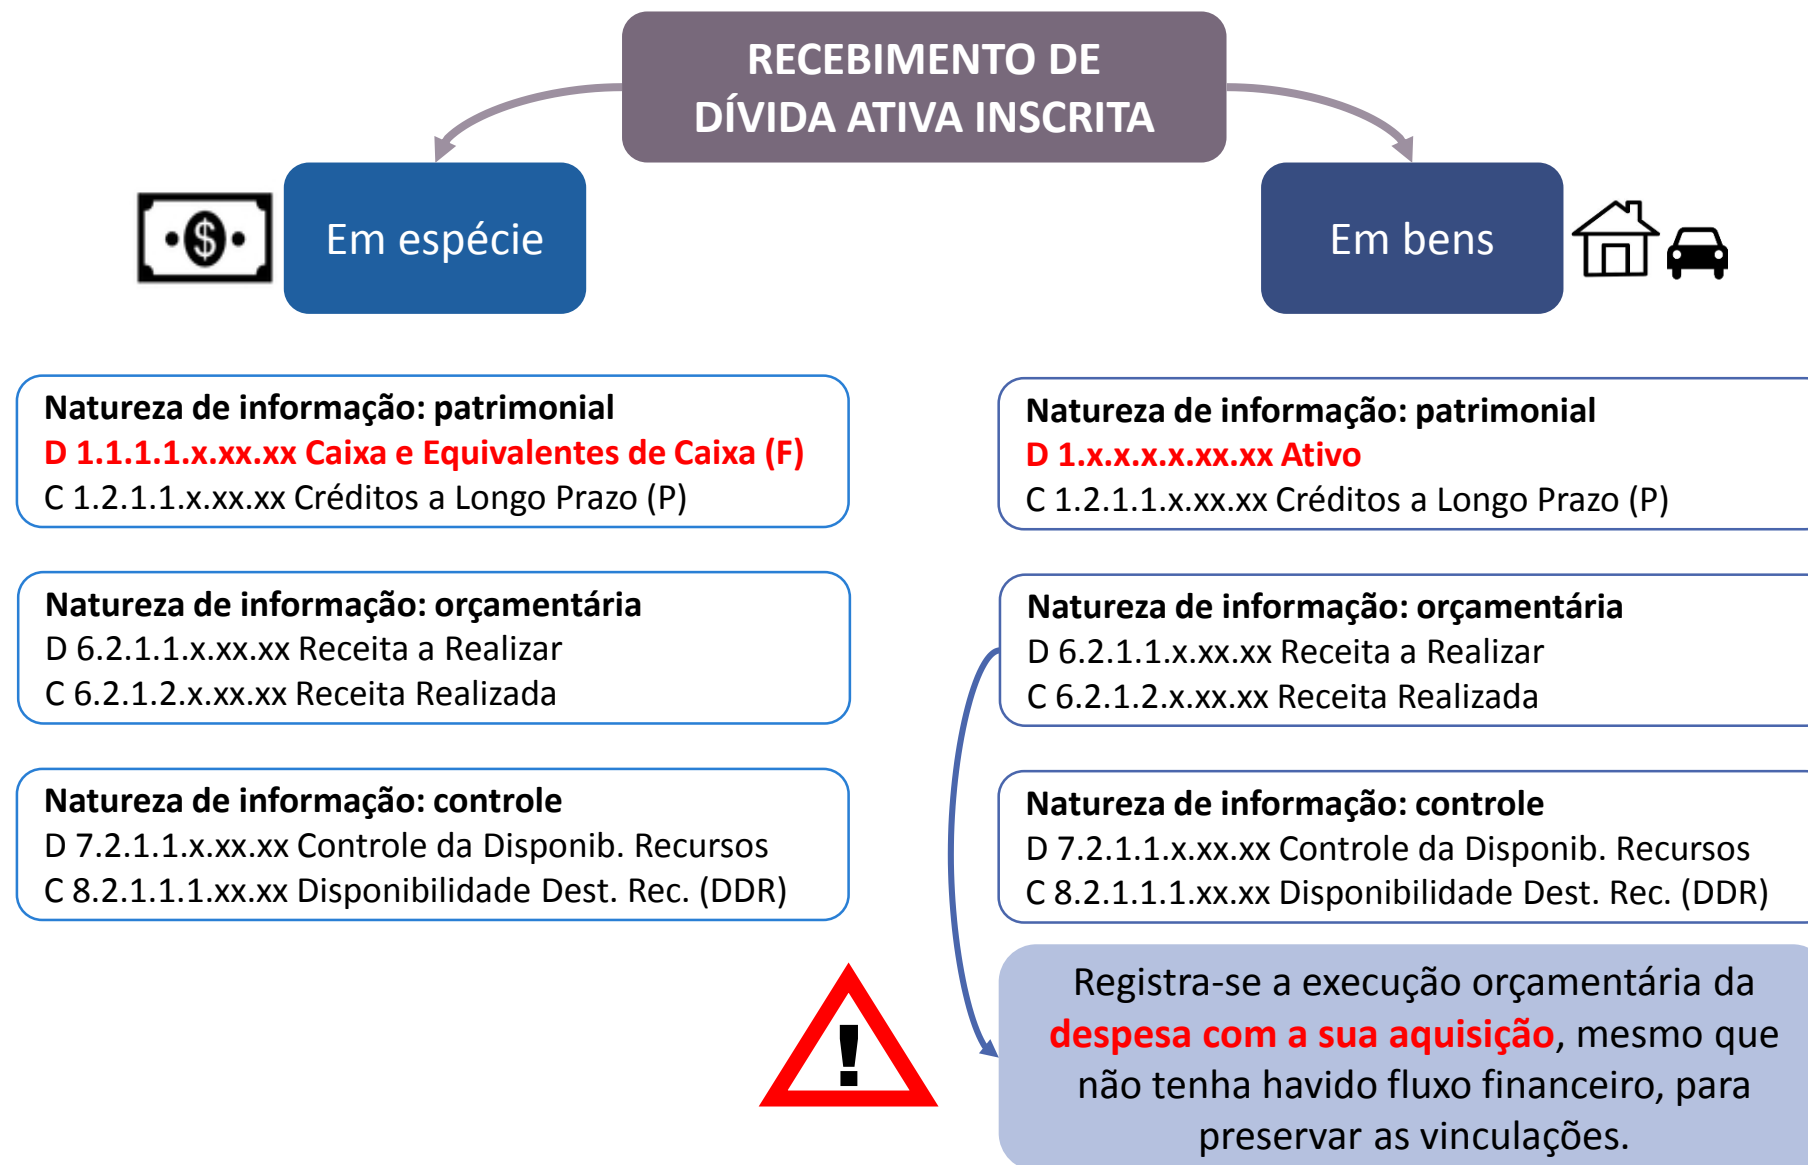 RECEBIMENTO DE
DÍVIDA ATIVA INSCRITA
$
Em espécie
Em bens
Natureza de informação: patrimonial
D 1.1.1.1.x.xx.xx Caixa e Equivalentes de Caixa (F)
C 1.2.1.1.x.xx.xx Créditos a Longo Prazo (P)
Natureza de informação: orçamentária
D 6.2.1.1.x.xx.xx Receita a Realizar
C 6.2.1.2.x.xx.xx Receita Realizada
Natureza de informação: controle
D 7.2.1.1.x.xx.xx Controle da Disponib. Recursos
C 8.2.1.1.1.xx.xx Disponibilidade Dest. Rec. (DDR)
Natureza de informação: patrimonial
D 1.x.x.x.x.xx.xx Ativo
C 1.2.1.1.x.xx.xx Créditos a Longo Prazo (P)
Natureza de informação: orçamentária
D 6.2.1.1.x.xx.xx Receita a Realizar
C 6.2.1.2.x.xx.xx Receita Realizada
Natureza de informação: controle
D 7.2.1.1.x.xx.xx Controle da Disponib. Recursos
C 8.2.1.1.1.xx.xx Disponibilidade Dest. Rec. (DDR)
!
Registra-se a execução orçamentária da
despesa com a sua aquisição, mesmo que
não tenha havido fluxo financeiro, para
preservar as vinculações.